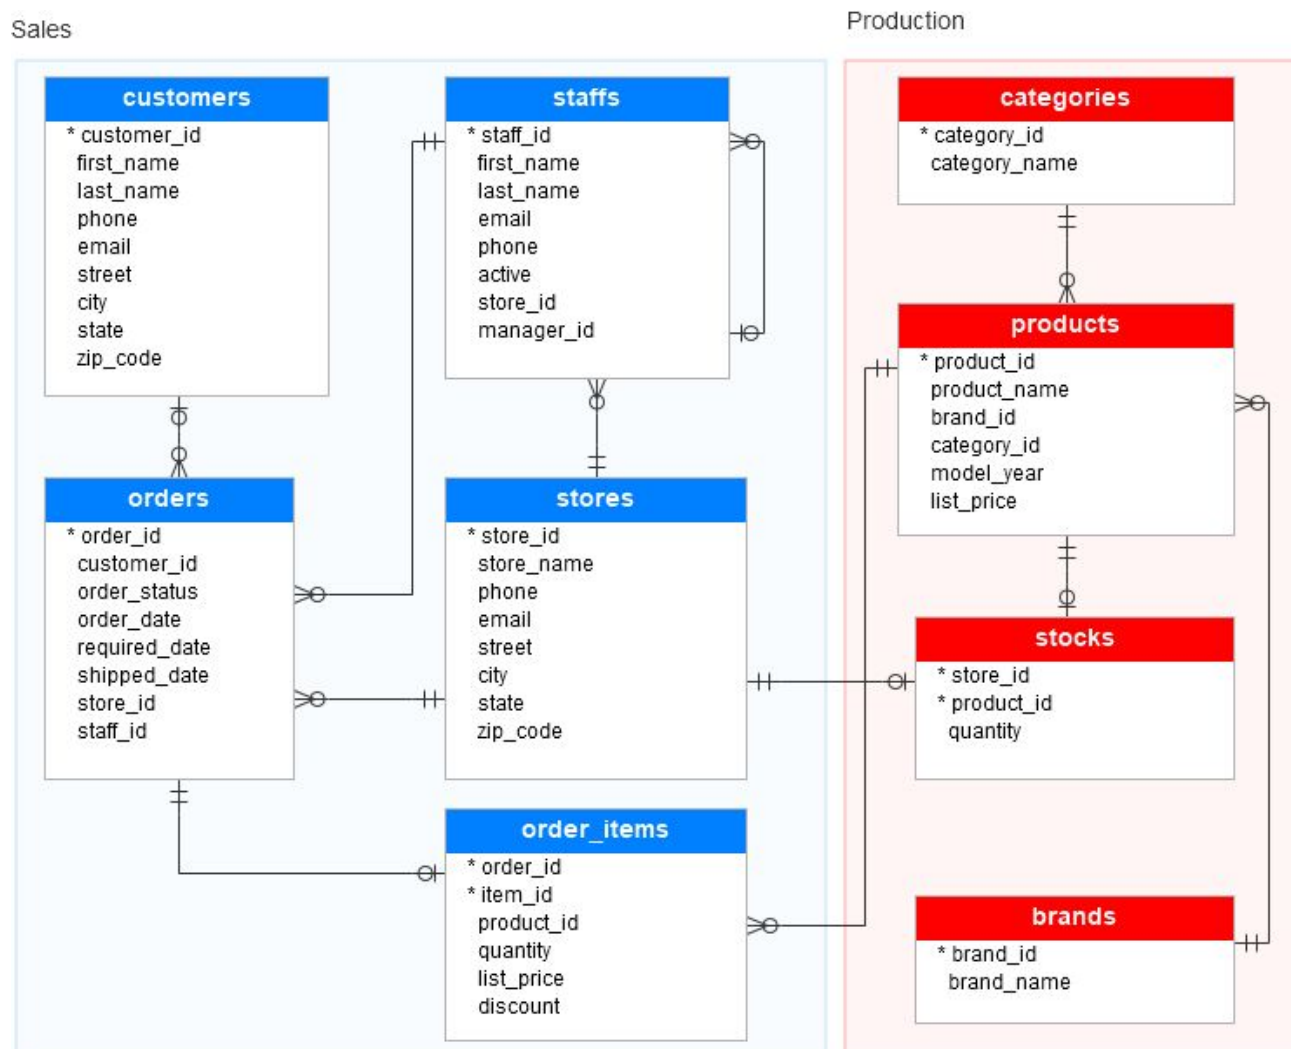 Sales
customers
* customer_id
first_name
last_name
phone
email
street
city
state
zip_code
staffs
* staff_id
first_name
last_name
email
phone
active
store_id
manager_id
orders
* order_id
customer_id
order_status
order_date
required_date
shipped_date
store_id
staff_id
stores
* store_id
store_name
phone
email
street
city
state
zip_code
order_items
* order_id
* item_id
product_id
quantity
list_price
discount
Production
categories
* category_id
category_name
products
* product_id
product_name
brand_id
category_id
model_year
list_price
stocks
* store_id
* product_id
quantity
brands
* brand_id
brand_name